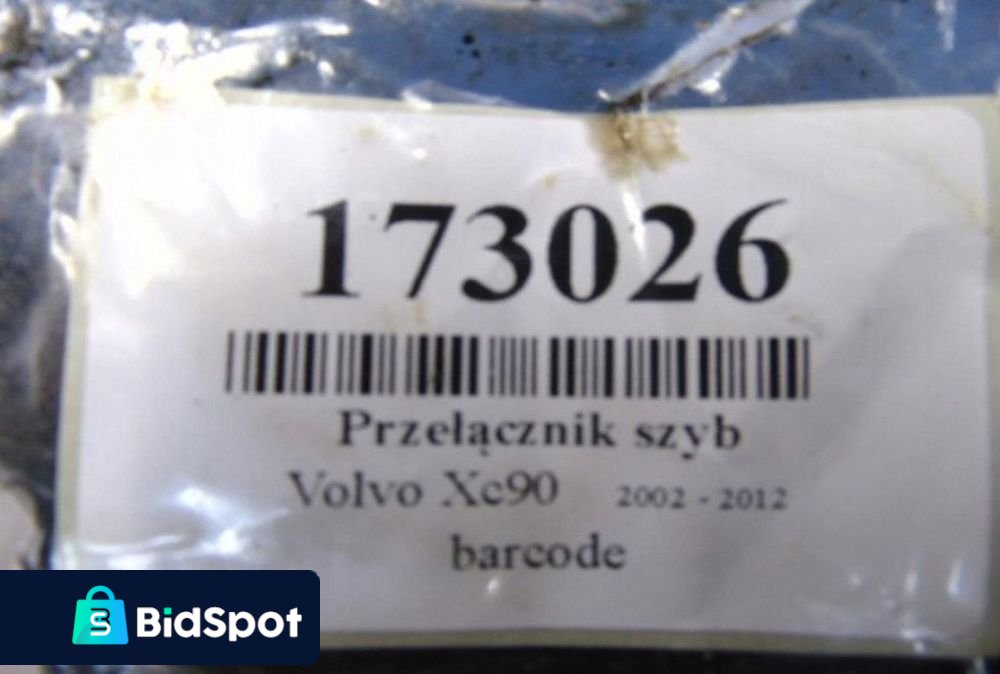 173026
Przełącznik szyb
Volvo Xc90 2002 - 2012
barcode
BidSpot